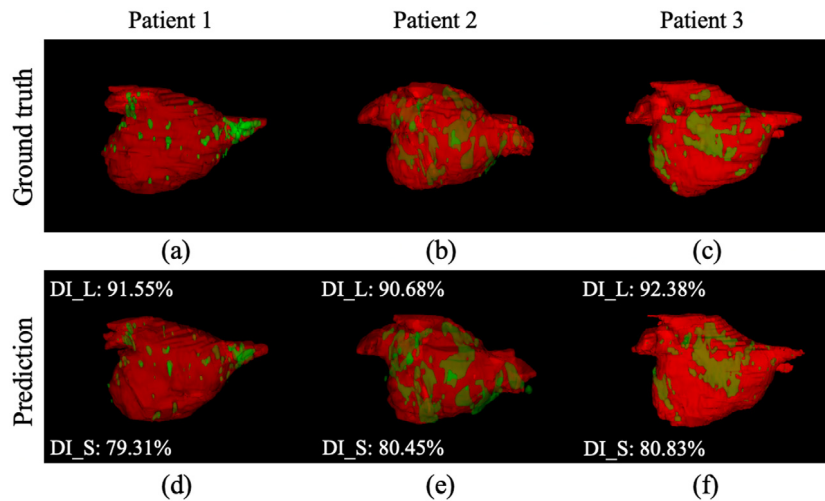 Patient 1 Patient 2 Patient 3
Ground truth
(a) (b) (c)
DI_L: 91.55% DI_L: 90.68% DI_L: 92.38%
Prediction
DI_S: 79.31% DI_S: 80.45% DI_S: 80.83%
(d) (e) (f)